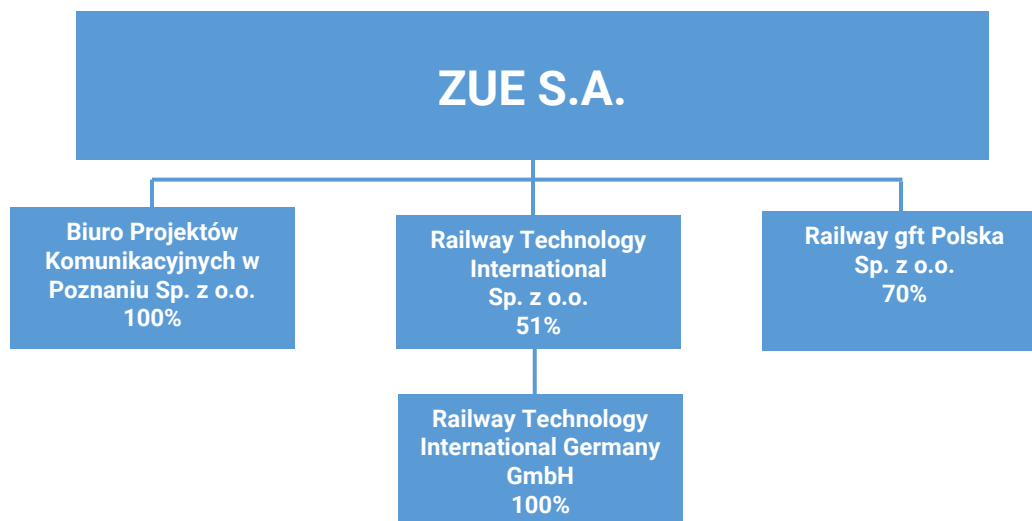 ZUE S.A.
Biuro Projektów
Komunikacyjnych w
Poznaniu Sp. z o.o.
100%
Railway Technology
International
Sp. z o.o.
51%
Railway gft Polska
Sp. z o.o.
70%
Railway Technology
International Germany
GmbH
100%